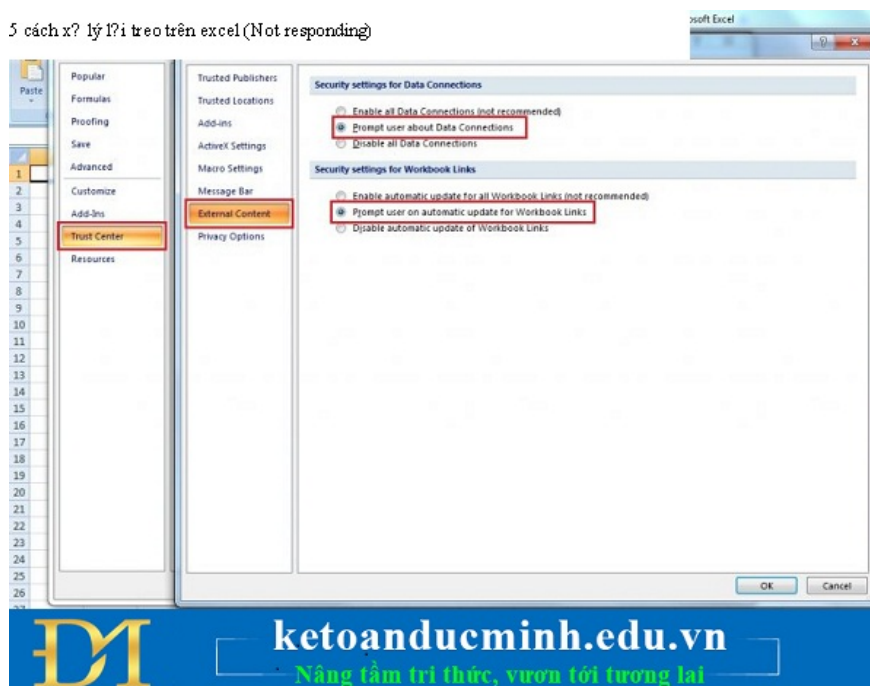 5 cách x? lý l?i treo trên excel (Not responding)
osoft Excel
Paste
Popular
Formulas
Proofing
Save
Advanced
Customize
Add-Ins
Trust Center
Resources
Trusted Publishers
Trusted Locations
Add-ins
ActiveX Settings
Macro Settings
Message Bar
External Content
Privacy Options
Security settings for Data Connections
Enable all Data Connections (not recommended)
Prompt user about Data Connections
Disable all Data Connections
Security settings for Workbook Links
Enable automatic update for all Workbook Links (not recommended)
Prompt user on automatic update for Workbook Links
Disable automatic update of Workbook Links
1
2
3
4
5
6
7
8
9
10
11
12
13
14
15
16
17
18
19
20
21
22
23
24
25
26
OK Cancel
ĐM
ketoanducminh.edu.vn
Nâng tầm tri thức, vươn tới tương lai